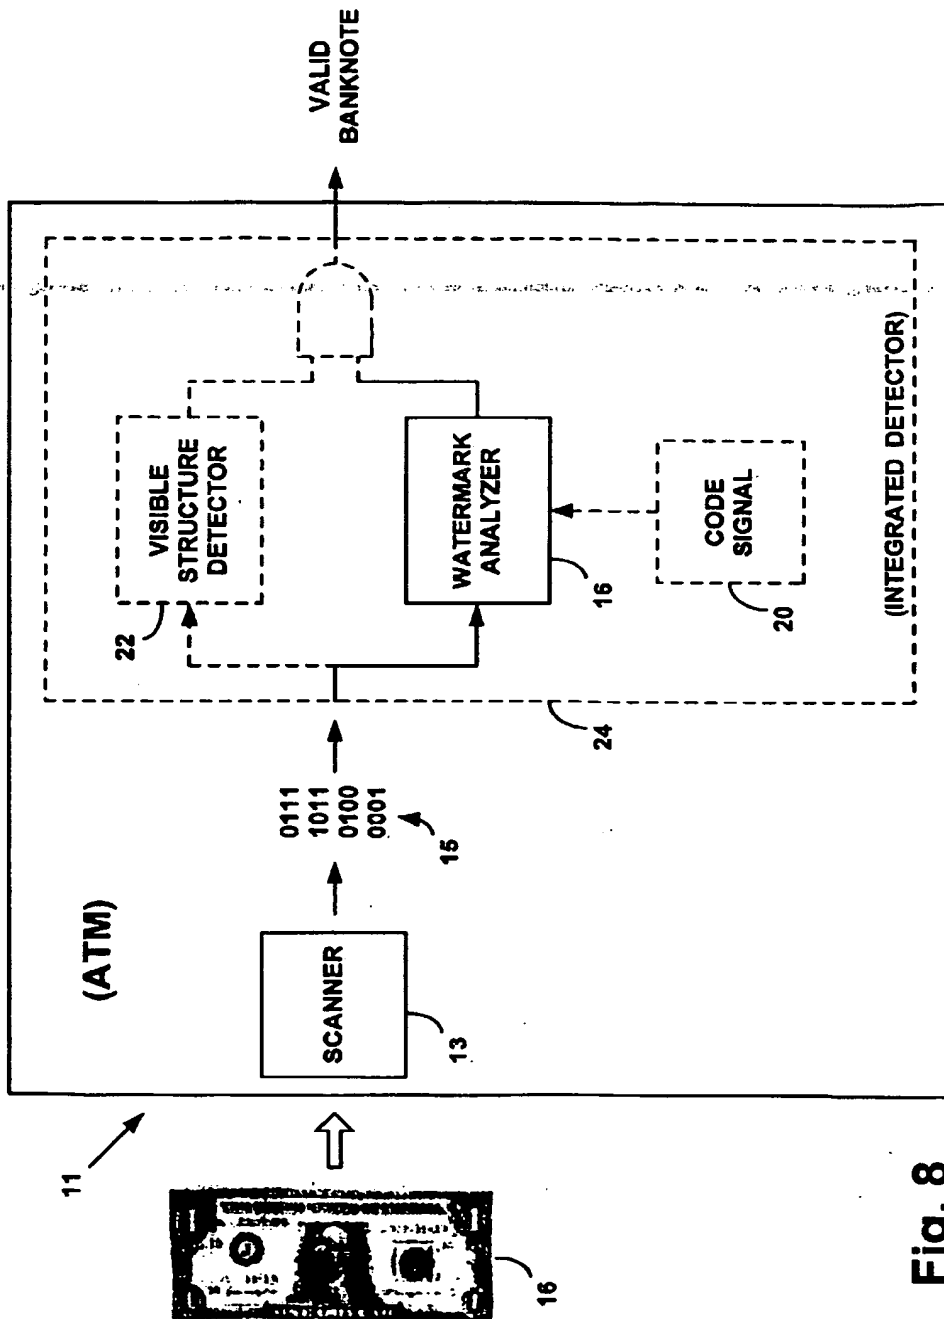 11
(ATM)
16
SCANNER
13
0111
1011
0100
0001
15
VISIBLE
STRUCTURE
DETECTOR
22
WATERMARK
ANALYZER
16
CODE
SIGNAL
20
24
(INTEGRATED DETECTOR)
VALID
BANKNOTE
Fig. 8